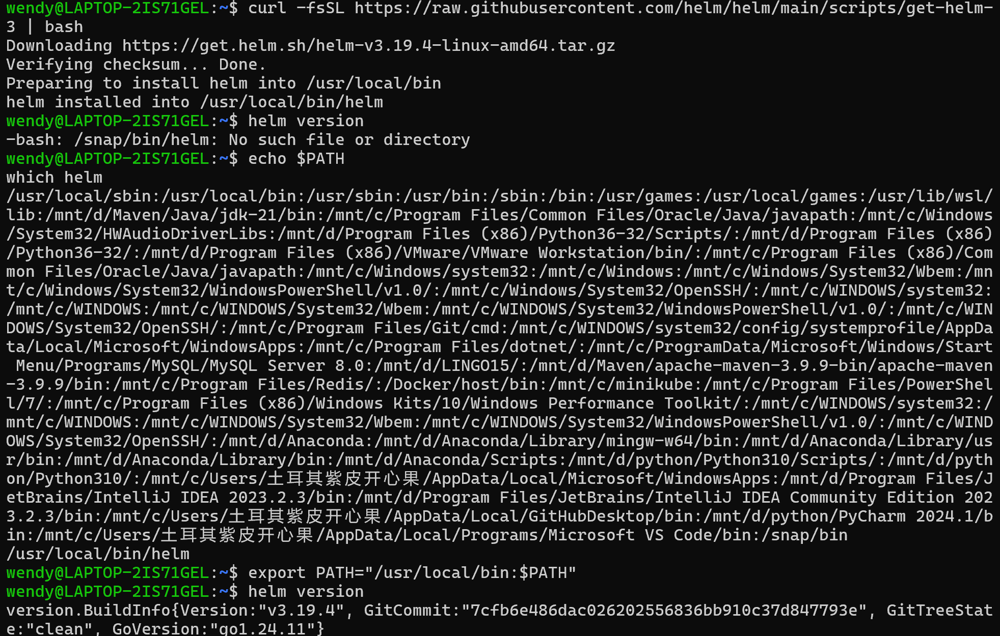 wendy@LAPTOP-2IS71GEL:~$ curl -fsSL https://raw.githubusercontent.com/helm/helm/main/scripts/get-helm-
3 | bash
Downloading https://get.helm.sh/helm-v3.19.4-linux-amd64.tar.gz
Verifying checksum... Done.
Preparing to install helm into /usr/local/bin
helm installed into /usr/local/bin/helm
wendy@LAPTOP-2IS71GEL:~$ helm version
-bash: /snap/bin/helm: No such file or directory
wendy@LAPTOP-2IS71GEL:~$ echo $PATH
which helm
/usr/local/sbin:/usr/local/bin:/usr/sbin:/usr/bin:/sbin:/bin:/usr/games:/usr/local/games:/usr/lib/wsl/
lib:/mnt/d/Maven/Java/jdk-21/bin:/mnt/c/Program Files/Common Files/Oracle/Java/javapath:/mnt/c/Windows
/System32/HWAudioDriverLibs:/mnt/d/Program Files (x86)/Python36-32/Scripts/:/mnt/d/Program Files (x86)
/Python36-32/:/mnt/d/Program Files (x86)/VMware/VMware Workstation/bin/:/mnt/c/Program Files (x86)/Com
mon Files/Oracle/Java/javapath:/mnt/c/Windows/system32:/mnt/c/Windows:/mnt/c/Windows/System32/Wbem:/mn
t/c/Windows/System32/WindowsPowerShell/v1.0/:/mnt/c/Windows/System32/OpenSSH/:/mnt/c/WINDOWS/system32:
/mnt/c/WINDOWS:/mnt/c/WINDOWS/System32/Wbem:/mnt/c/WINDOWS/System32/WindowsPowerShell/v1.0/:/mnt/c/WIN
DOWS/System32/OpenSSH/:/mnt/c/Program Files/Git/cmd:/mnt/c/WINDOWS/system32/config/systemprofile/AppDa
ta/Local/Microsoft/WindowsApps:/mnt/c/Program Files/dotnet/:/mnt/c/ProgramData/Microsoft/Windows/Start
 Menu/Programs/MySQL/MySQL Server 8.0:/mnt/d/LINGO15/:/mnt/d/Maven/apache-maven-3.9.9-bin/apache-maven
-3.9.9/bin:/mnt/c/Program Files/Redis/:/Docker/host/bin:/mnt/c/minikube:/mnt/c/Program Files/PowerShel
l/7/:/mnt/c/Program Files (x86)/Windows Kits/10/Windows Performance Toolkit/:/mnt/c/WINDOWS/system32:/
mnt/c/WINDOWS:/mnt/c/WINDOWS/System32/Wbem:/mnt/c/WINDOWS/System32/WindowsPowerShell/v1.0/:/mnt/c/WIND
OWS/System32/OpenSSH/:/mnt/d/Anaconda:/mnt/d/Anaconda/Library/mingw-w64/bin:/mnt/d/Anaconda/Library/us
r/bin:/mnt/d/Anaconda/Library/bin:/mnt/d/Anaconda/Scripts:/mnt/d/python/Python310/Scripts/:/mnt/d/pyth
on/Python310/:/mnt/c/Users/土耳其紫皮开心果/AppData/Local/Microsoft/WindowsApps:/mnt/d/Program Files/J
etBrains/IntelliJ IDEA 2023.2.3/bin:/mnt/d/Program Files/JetBrains/IntelliJ IDEA Community Edition 202
3.2.3/bin:/mnt/c/Users/土耳其紫皮开心果/AppData/Local/GitHubDesktop/bin:/mnt/d/python/PyCharm 2024.1/b
in:/mnt/c/Users/土耳其紫皮开心果/AppData/Local/Programs/Microsoft VS Code/bin:/snap/bin
/usr/local/bin/helm
wendy@LAPTOP-2IS71GEL:~$ export PATH="/usr/local/bin:$PATH"
wendy@LAPTOP-2IS71GEL:~$ helm version
version.BuildInfo{Version:"v3.19.4", GitCommit:"7cfb6e486dac026202556836bb910c37d847793e", GitTreeStat
e:"clean", GoVersion:"go1.24.11"}